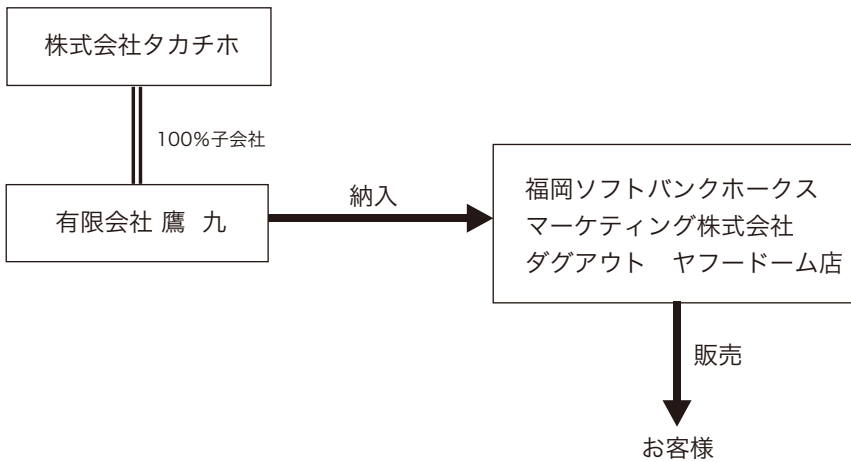 株式会社タカチホ
100%子会社
有限会社 鷹 九
納入
福岡ソフトバンクホークス
マーケティング株式会社
ダグアウト　ヤフードーム店
販売
お客様